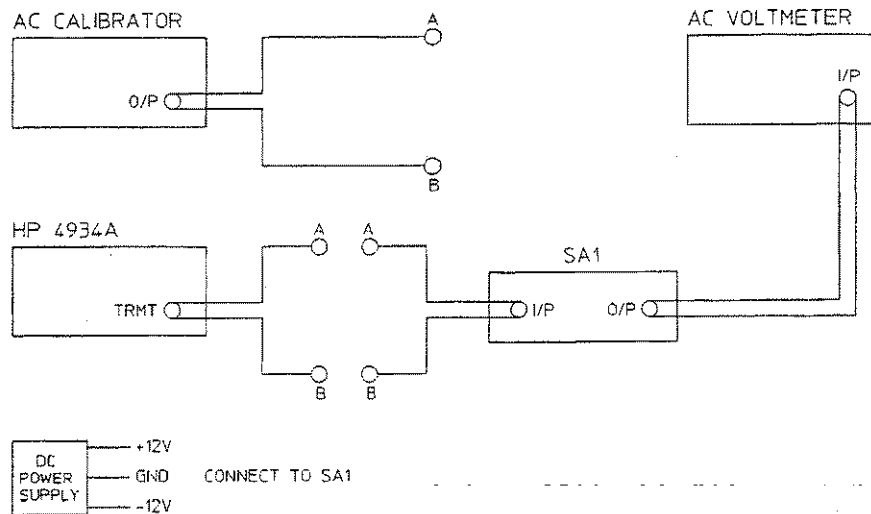 AC CALIBRATOR
O/P
A
B
AC VOLTMETER
I/P
HP 4934A
TRMT
A
B
A
B
SA1
I/P
O/P
DC
POWER
SUPPLY
+12V
GND
-12V
CONNECT TO SA1